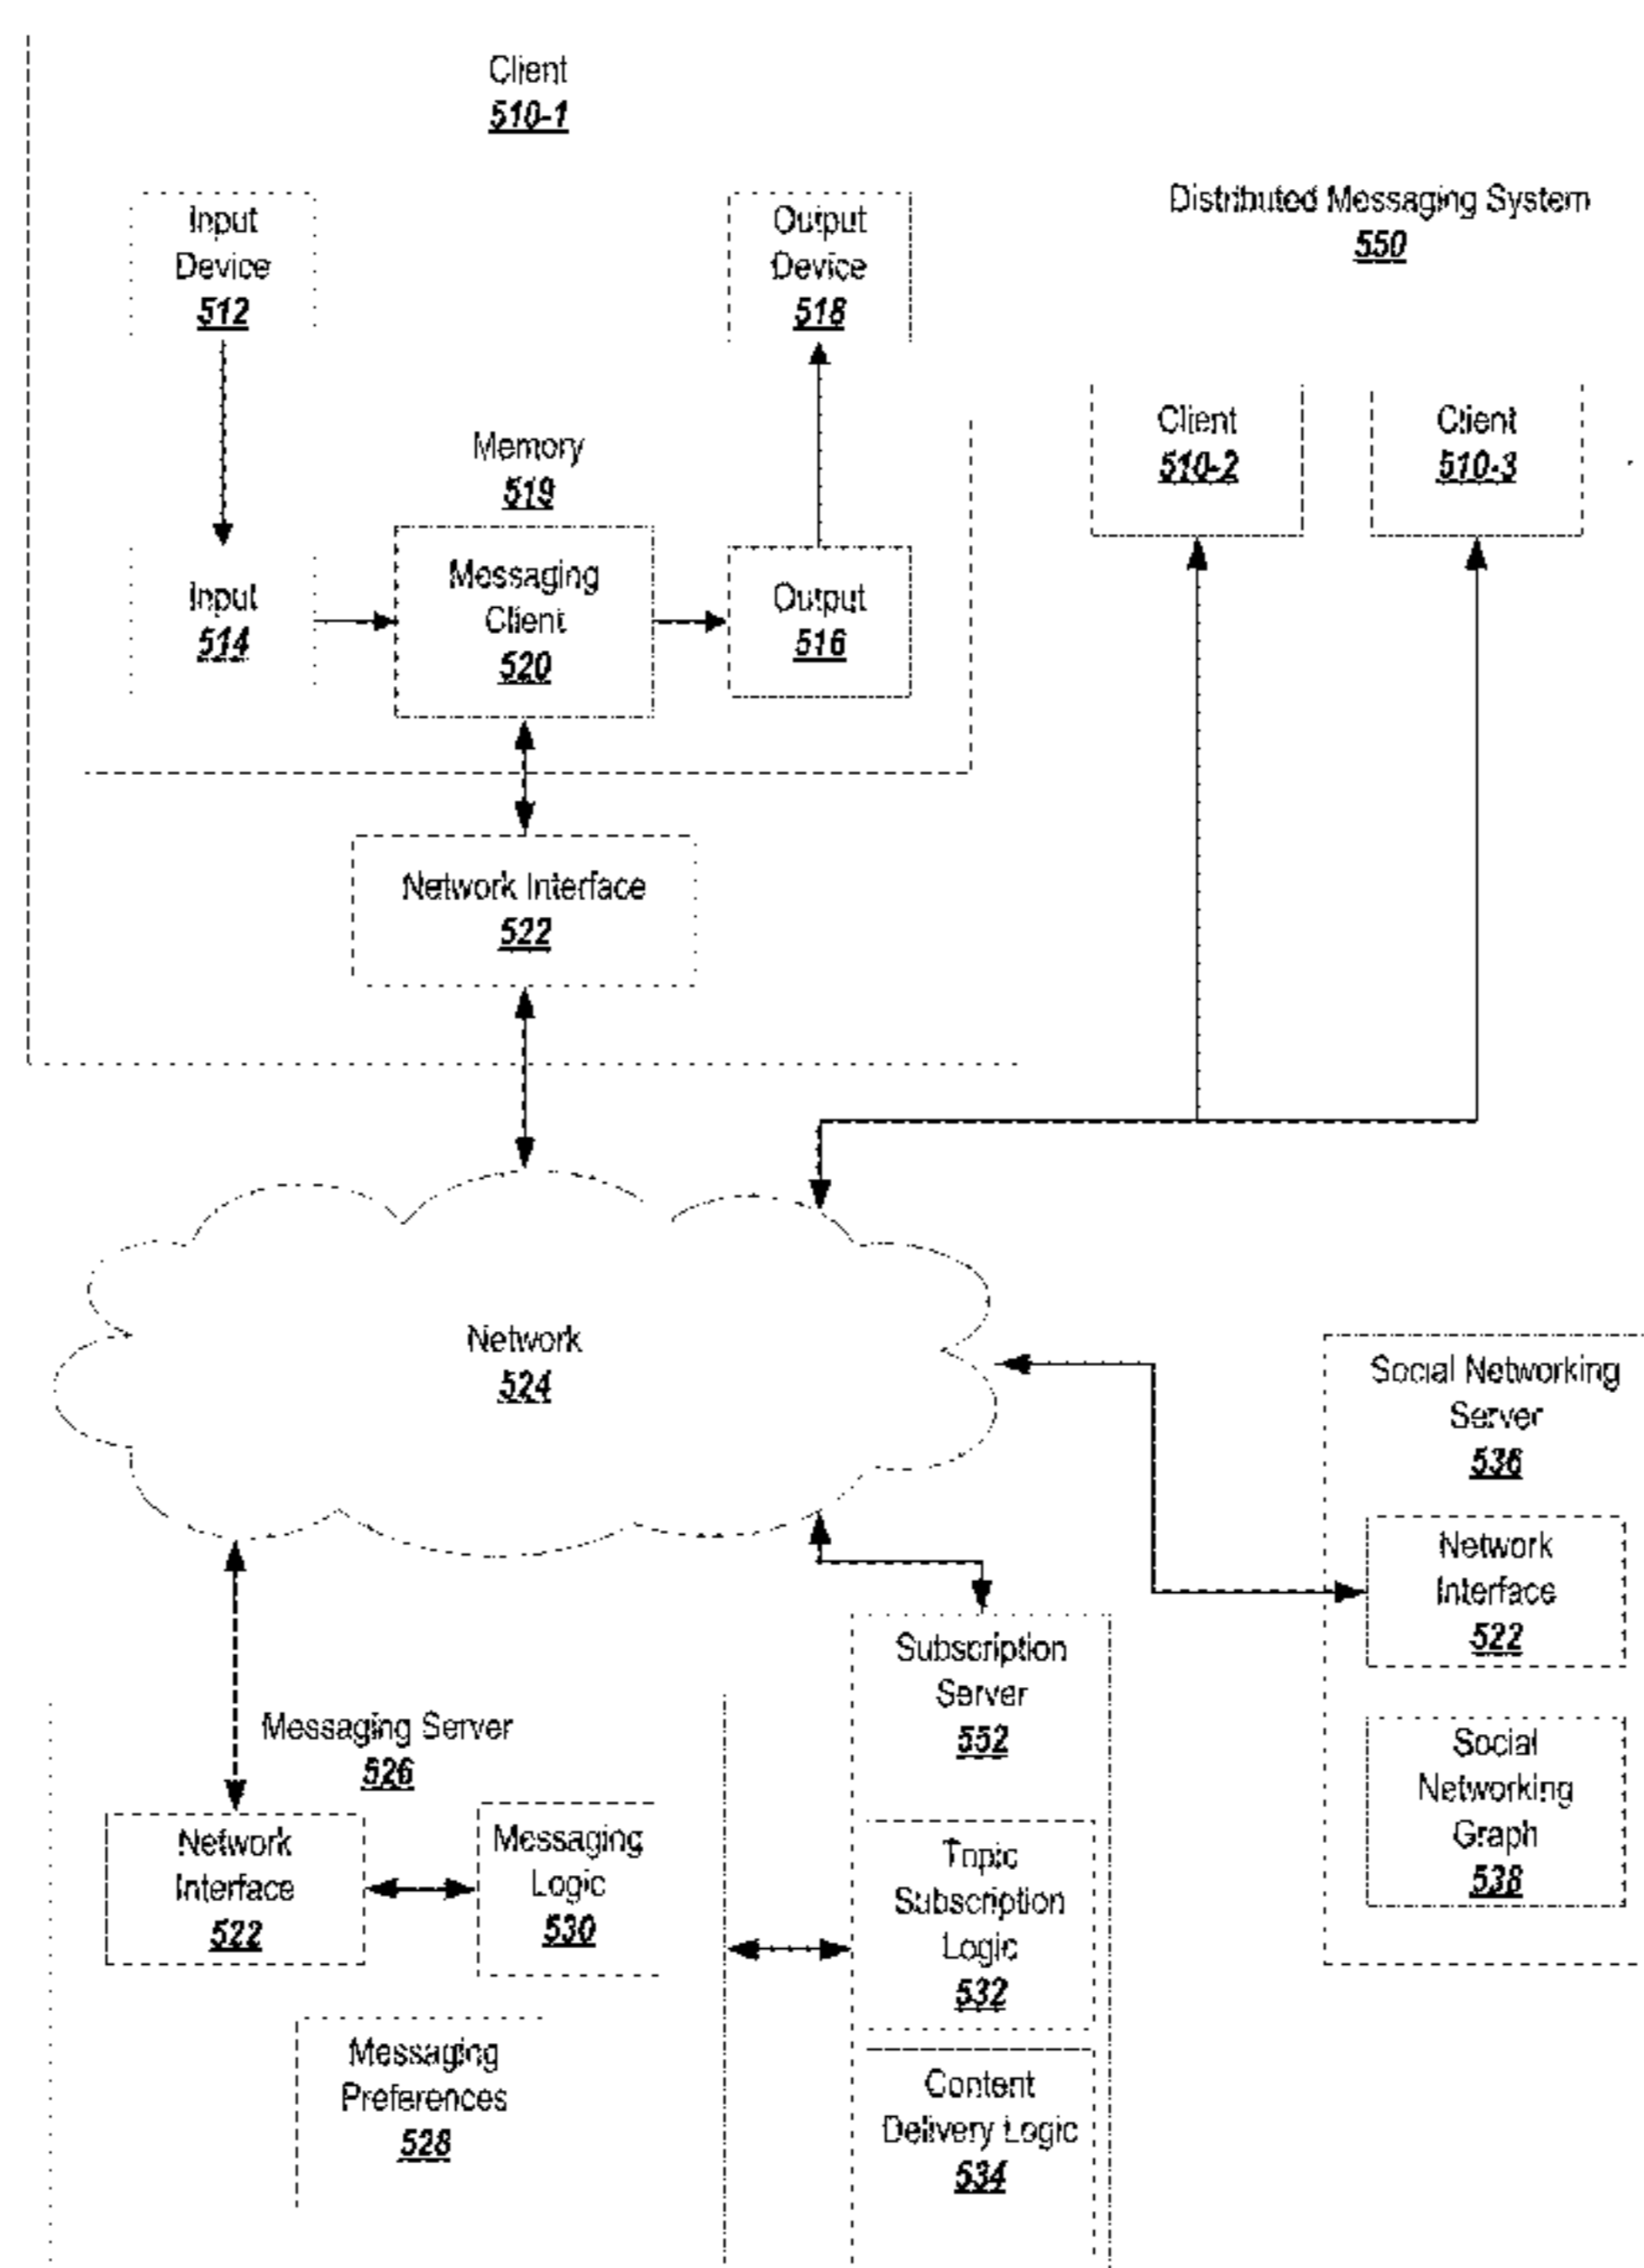 Client
510-1
Distributed Messaging System
550
Input
Device
512
Output
Device
518
Client
510-2
Client
510-3
Memory
519
Input
514
Messaging
Client
520
Output
516
Network Interface
522
Network
524
Social Networking
Server
536
Network
Interface
522
Social
Networking
Graph
538
Messaging Server
526
Network
Interface
522
Messaging
Logic
530
Messaging
Preferences
528
Subscription
Server
552
Topic
Subscription
Logic
532
Content
Delivery Logic
534